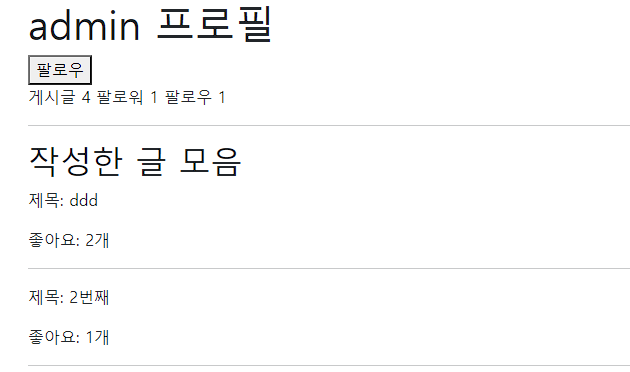 admin 프로필
팔로우
게시글 4 팔로워 1 팔로우 1
작성한 글 모음
제목: ddd
좋아요: 2개
제목: 2번째
좋아요: 1개